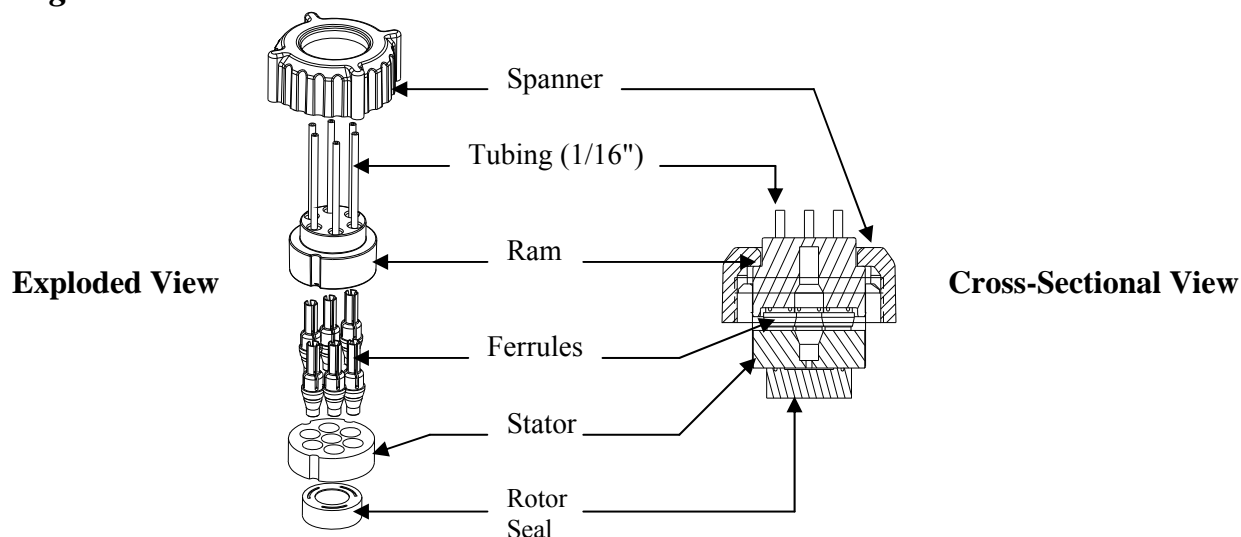 Spanner
Tubing (1/16")
Ram
Exploded View
Cross-Sectional View
Ferrules
Stator
Rotor
Seal